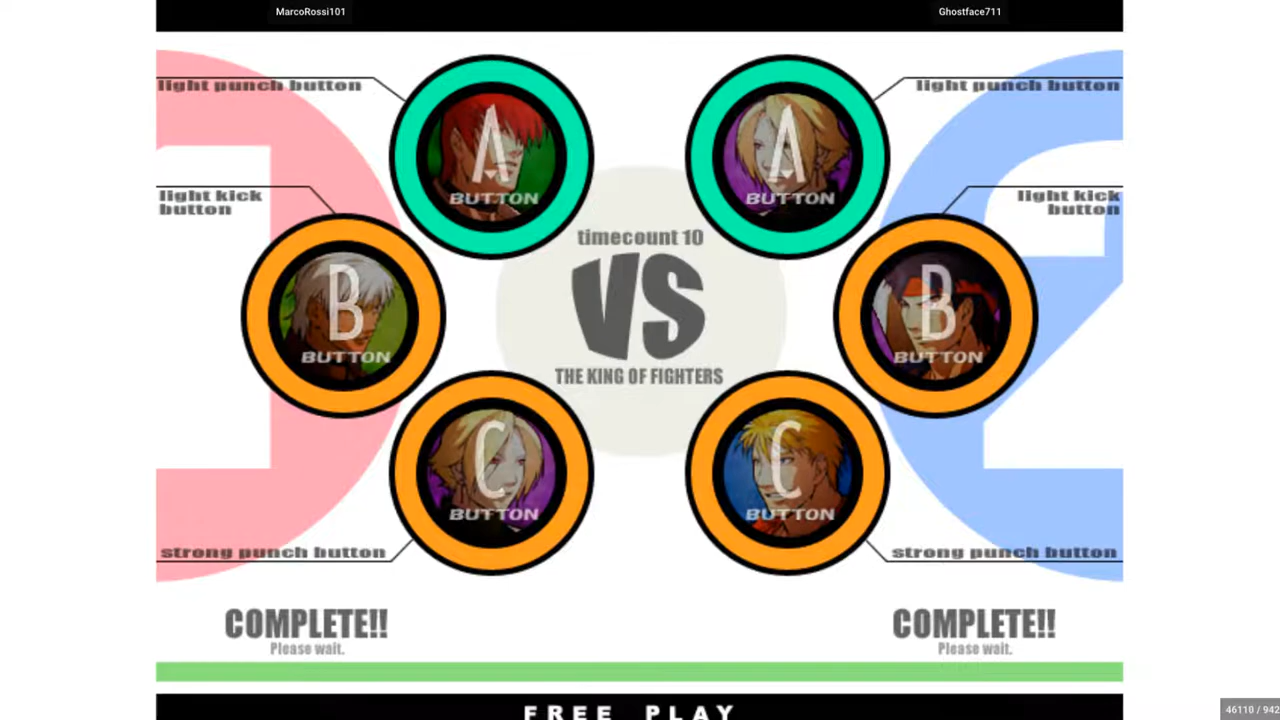 MarcoRossi101
Ghostface711
light punch button
light punch button
A
BUTTON
A
BUTTON
light kick
button
light kick
button
timecount 10
VS
THE KING OF FIGHTERS
B
BUTTON
B
BUTTON
C
BUTTON
C
BUTTON
strong punch button
strong punch button
COMPLETE!!
Please wait.
COMPLETE!!
Please wait.
FREE PLAY
46110 / 942